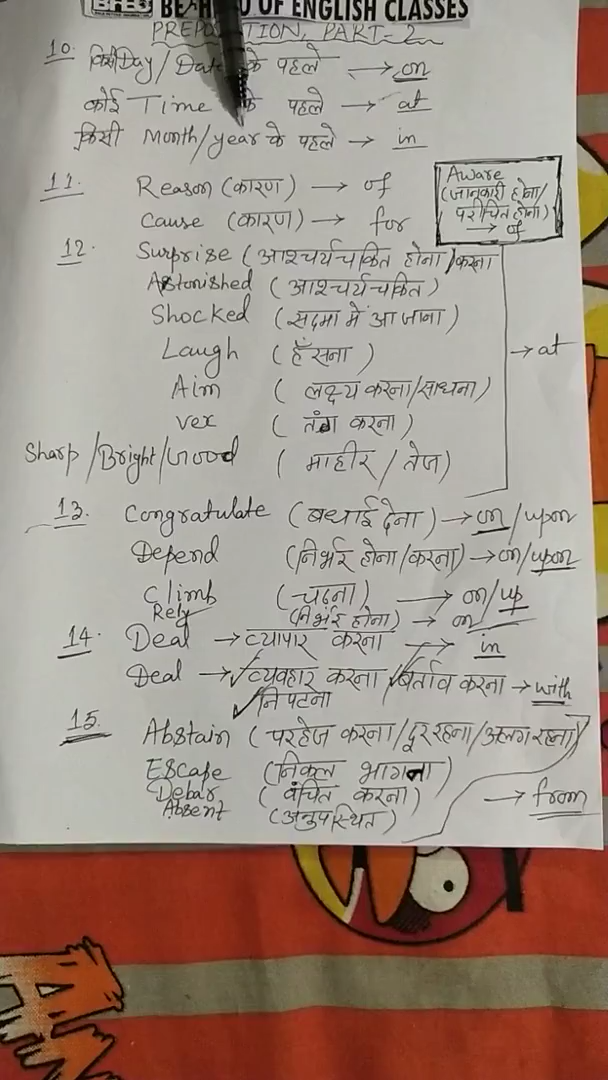 OF ENGLISH CLASSES
PREPOSITION, PART-2
10. किसी Day/Date के पहले → on
कोई Time के पहले → at
किसी Month/year के पहले → in
11. Reason (कारण) → of
Cause (कारण) → for
Aware
(जानकारी होना/
परीचित होना)
→ of
12. Surprise (आश्चर्यचकित होना/करना
Astonished (आश्चर्यचकित)
Shocked (सदमा में आ जाना)
Laugh (हँसना)
Aim (लक्ष्य करना/साधना)
Vex (तंग करना)
Sharp/Bright/Good (माहीर/तेज)
→ at
13. Congratulate (बधाई देना) → on/upon
Depend (निर्भर होना/करना) → on/upon
Climb (चढ़ना) → on/up
Rely (निर्भर होना) → on
14. Deal → व्यापार करना → in
Deal → ✓व्यवहार करना/✓बर्ताव करना → with
✓निपटना
15. Abstain (परहेज करना/दूर रहना/अलग रहना)
Escape (निकल भागना)
Debar (वंचित करना) → from
Absent (अनुपस्थित)